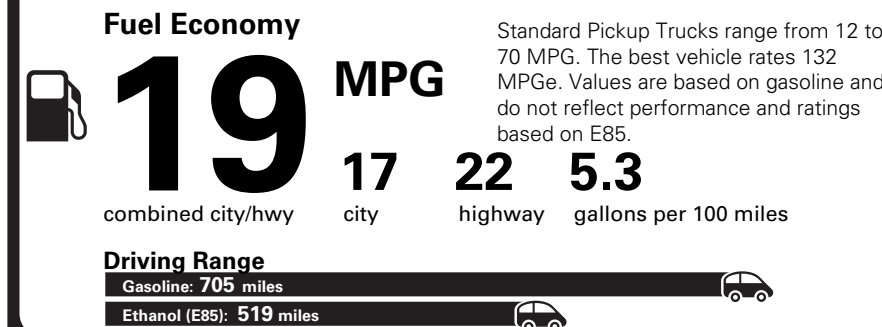 Fuel Economy
19 MPG
Standard Pickup Trucks range from 12 to
70 MPG. The best vehicle rates 132
MPGe. Values are based on gasoline and
do not reflect performance and ratings
based on E85.
17 22 5.3
combined city/hwy city highway gallons per 100 miles
Driving Range
Gasoline: 705 miles
Ethanol (E85): 519 miles